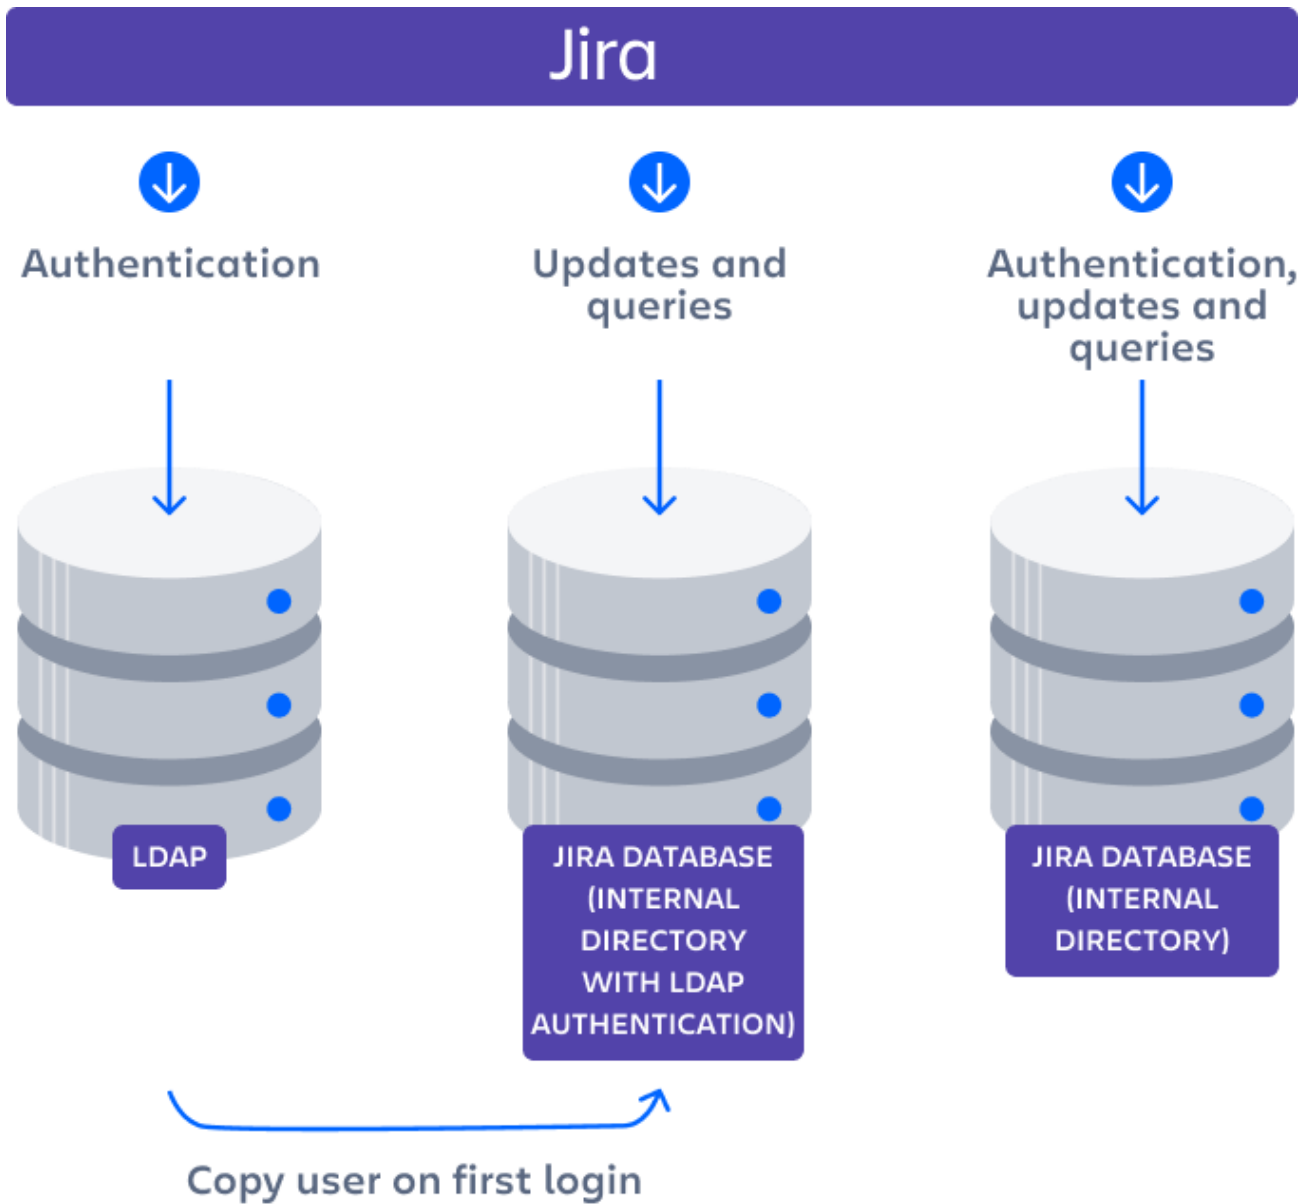 Jira
Authentication
Updates and
queries
Authentication,
updates and
queries
LDAP
JIRA DATABASE
(INTERNAL
DIRECTORY
WITH LDAP
AUTHENTICATION)
JIRA DATABASE
(INTERNAL
DIRECTORY)
Copy user on first login